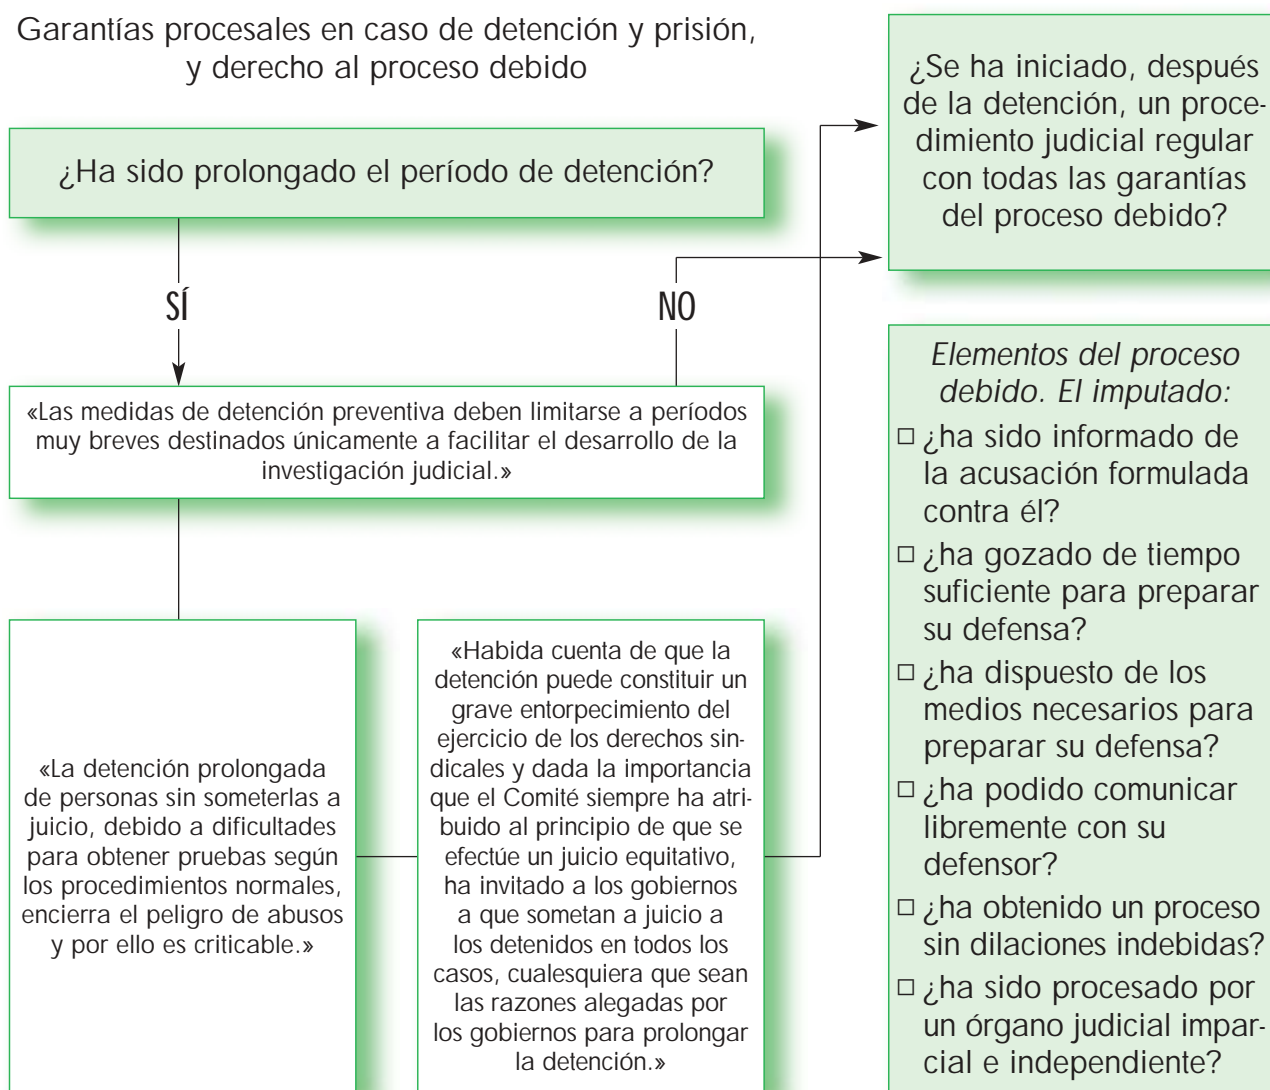 Garantías procesales en caso de detención y prisión,
y derecho al proceso debido
¿Ha sido prolongado el período de detención?
SÍ
NO
«Las medidas de detención preventiva deben limitarse a períodos
muy breves destinados únicamente a facilitar el desarrollo de la
investigación judicial.»
«La detención prolongada
de personas sin someterlas a
juicio, debido a dificultades
para obtener pruebas según
los procedimientos normales,
encierra el peligro de abusos
y por ello es criticable.»
«Habida cuenta de que la
detención puede constituir un
grave entorpecimiento del
ejercicio de los derechos sin-
dicales y dada la importancia
que el Comité siempre ha atri-
buido al principio de que se
efectúe un juicio equitativo,
ha invitado a los gobiernos
a que sometan a juicio a
los detenidos en todos los
casos, cualesquiera que sean
las razones alegadas por
los gobiernos para prolongar
la detención.»
¿Se ha iniciado, después
de la detención, un proce-
dimiento judicial regular
con todas las garantías
del proceso debido?
Elementos del proceso
debido. El imputado:
□ ¿ha sido informado de
la acusación formulada
contra él?
□ ¿ha gozado de tiempo
suficiente para preparar
su defensa?
□ ¿ha dispuesto de los
medios necesarios para
preparar su defensa?
□ ¿ha podido comunicar
libremente con su
defensor?
□ ¿ha obtenido un proceso
sin dilaciones indebidas?
□ ¿ha sido procesado por
un órgano judicial impar-
cial e independiente?